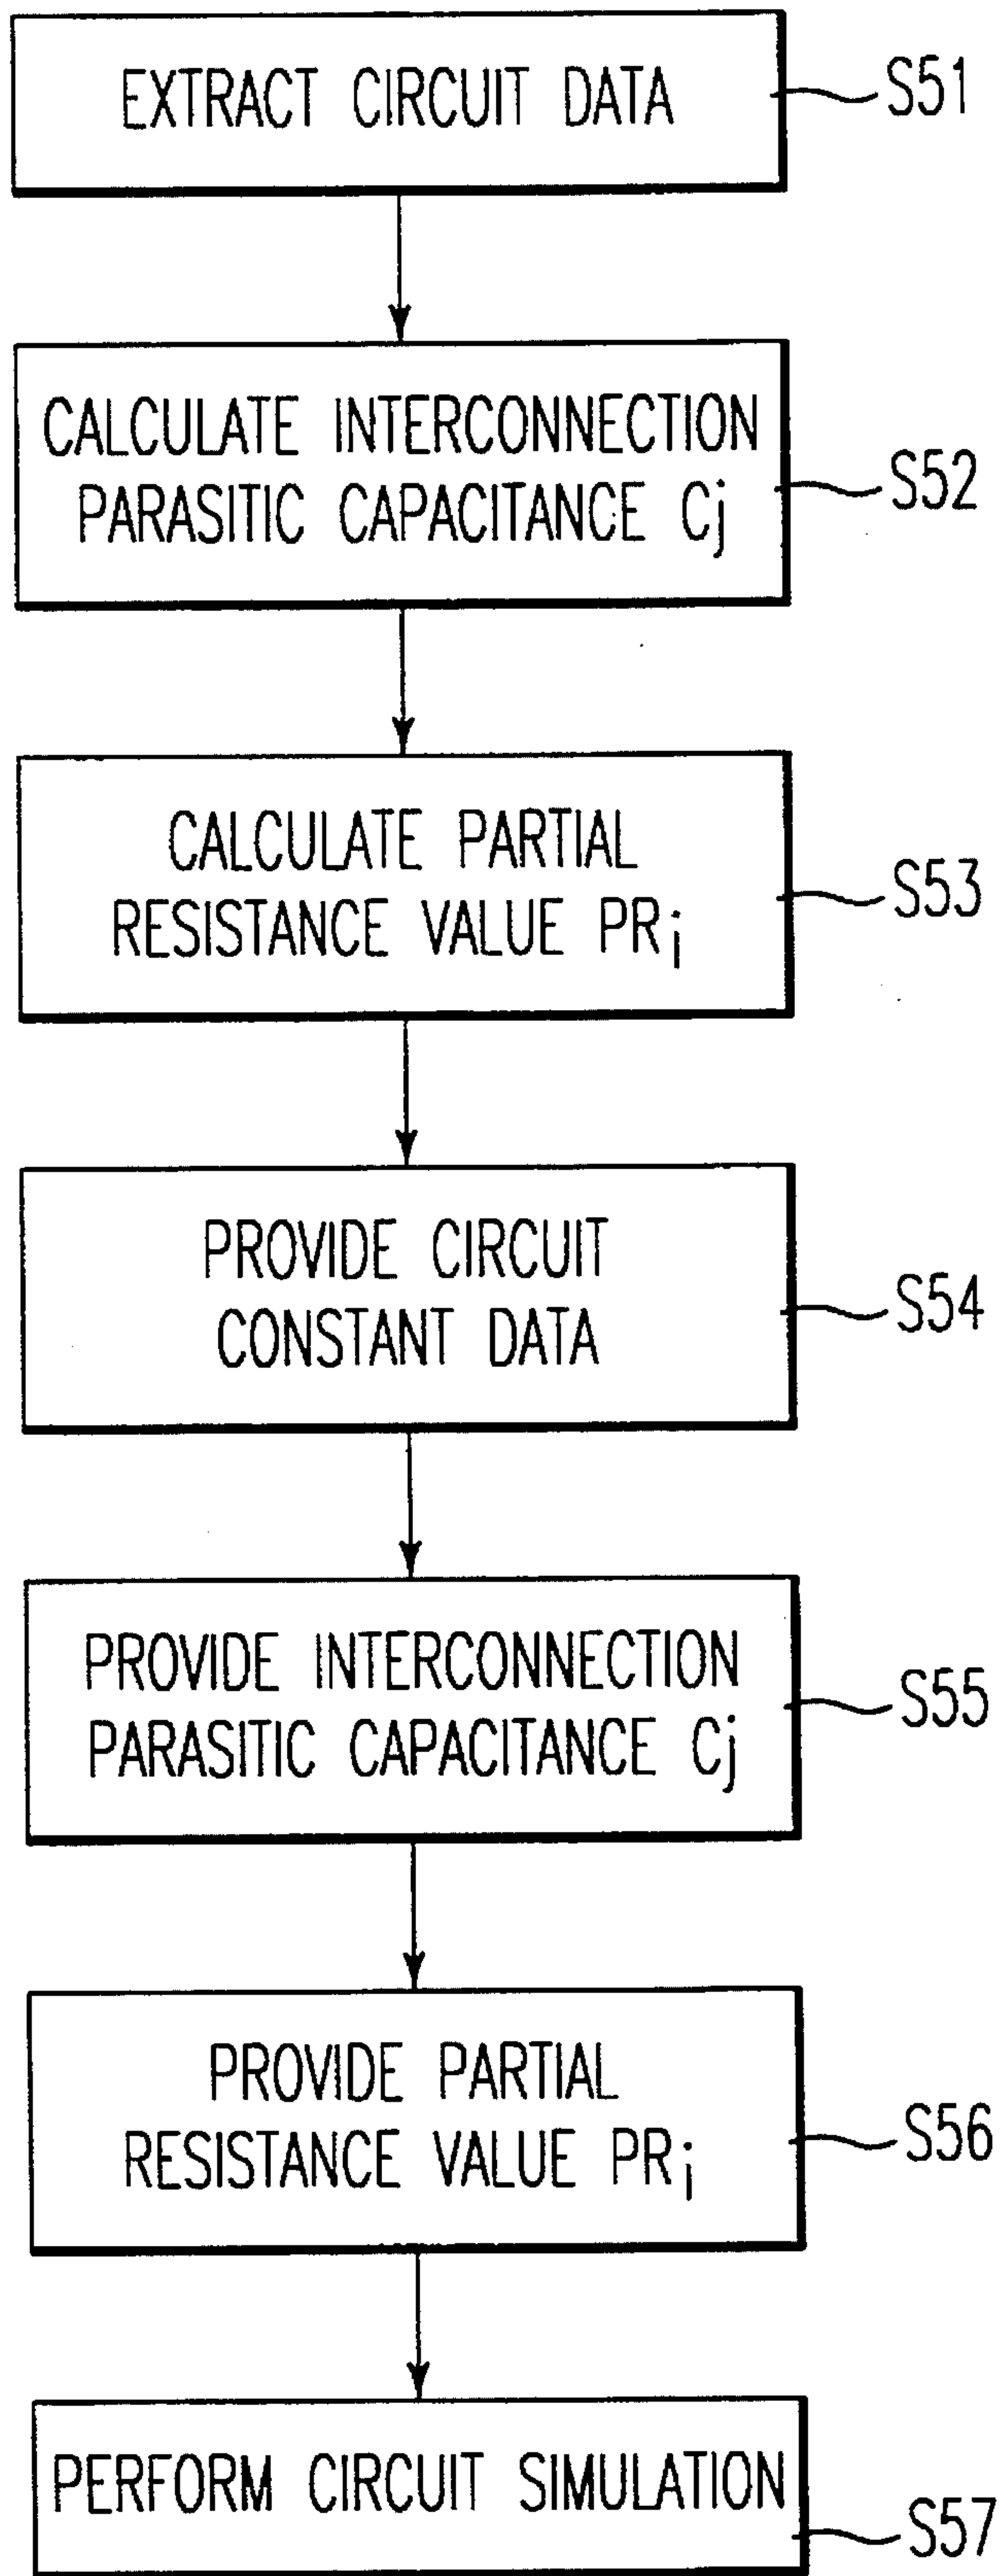 EXTRACT CIRCUIT DATA
S51
CALCULATE INTERCONNECTION
PARASITIC CAPACITANCE Cj
S52
CALCULATE PARTIAL
RESISTANCE VALUE PRi
S53
PROVIDE CIRCUIT
CONSTANT DATA
S54
PROVIDE INTERCONNECTION
PARASITIC CAPACITANCE Cj
S55
PROVIDE PARTIAL
RESISTANCE VALUE PRi
S56
PERFORM CIRCUIT SIMULATION
S57